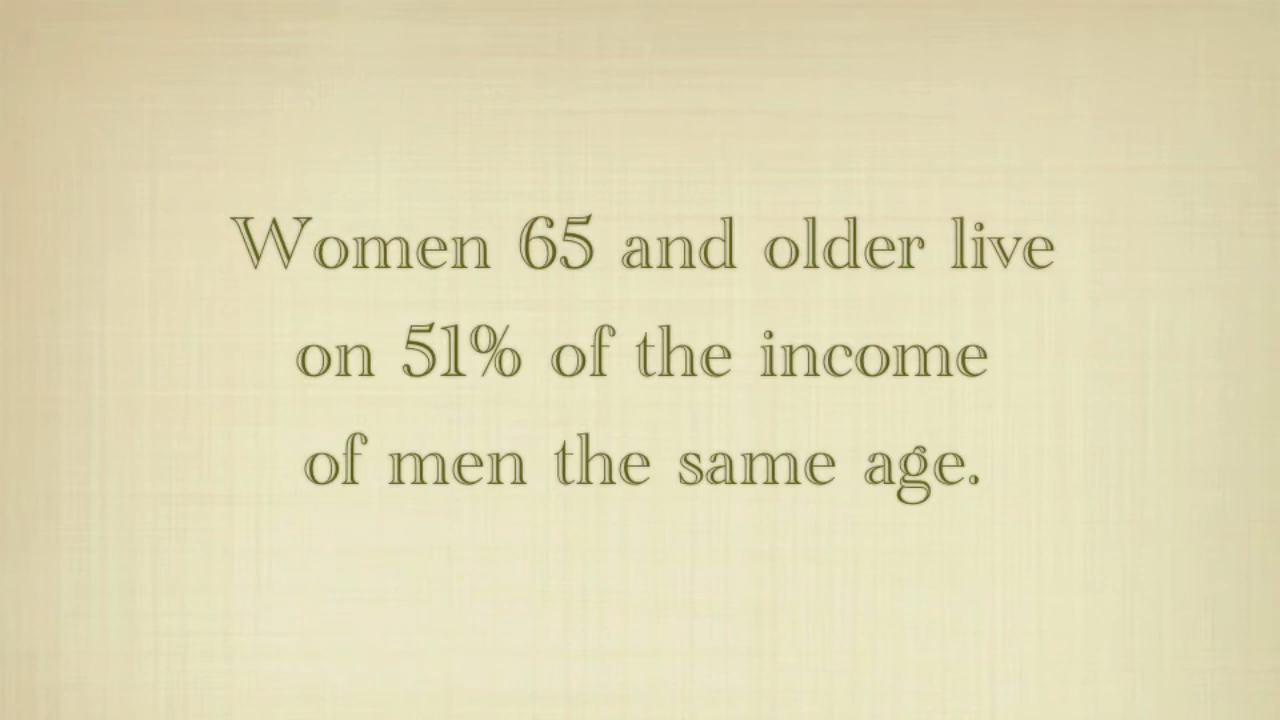 Women 65 and older live
on 51% of the income
of men the same age.